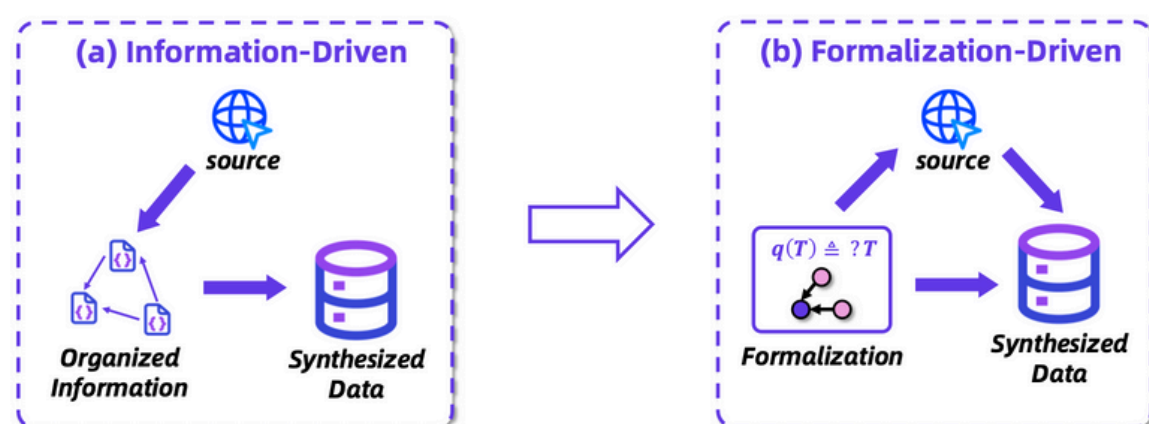 (a) Information-Driven
source
{}
{}
{}
Organized
Information
Synthesized
Data
(b) Formalization-Driven
source
q(T) ≜ ?T
Formalization
Synthesized
Data